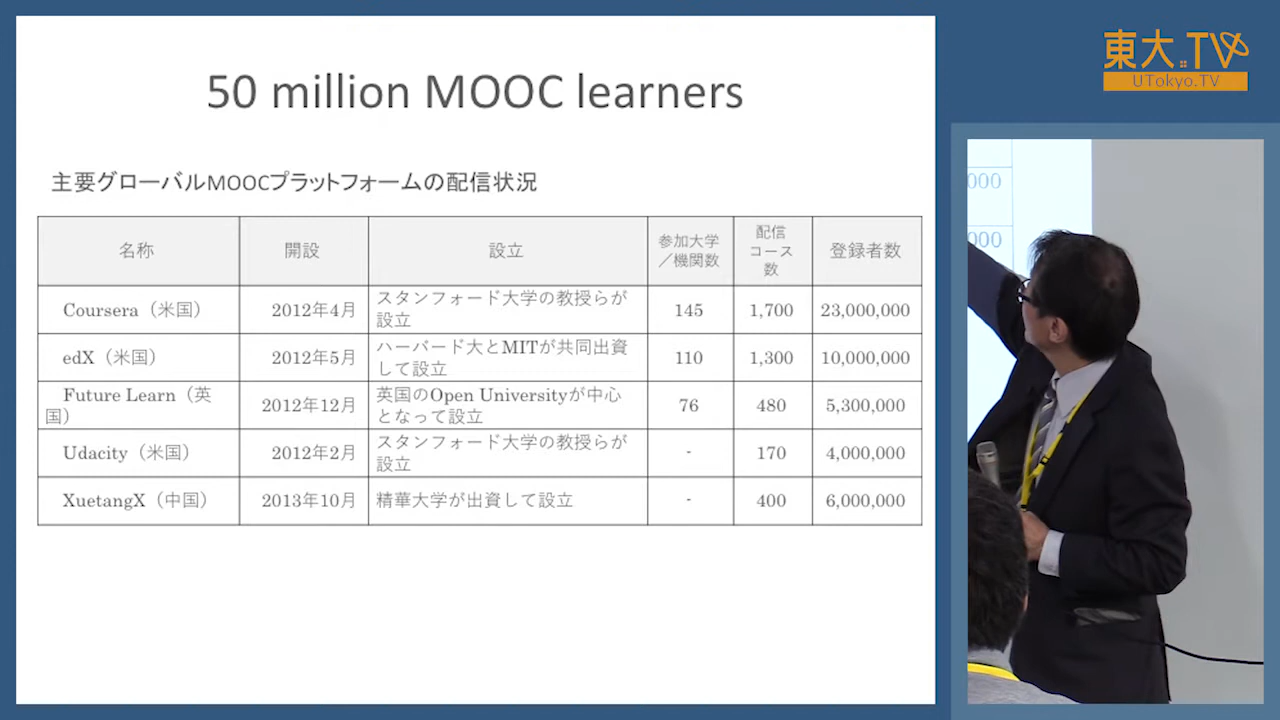 東大.TV
UTokyo.TV
50 million MOOC learners
主要グローバルMOOCプラットフォームの配信状況
名称 開設 設立 参加大学／機関数 配信コース数 登録者数
Coursera（米国） 2012年4月 スタンフォード大学の教授らが設立 145 1,700 23,000,000
edX（米国） 2012年5月 ハーバード大とMITが共同出資して設立 110 1,300 10,000,000
Future Learn（英国） 2012年12月 英国のOpen Universityが中心となって設立 76 480 5,300,000
Udacity（米国） 2012年2月 スタンフォード大学の教授らが設立 - 170 4,000,000
XuetangX（中国） 2013年10月 精華大学が出資して設立 - 400 6,000,000
000
000